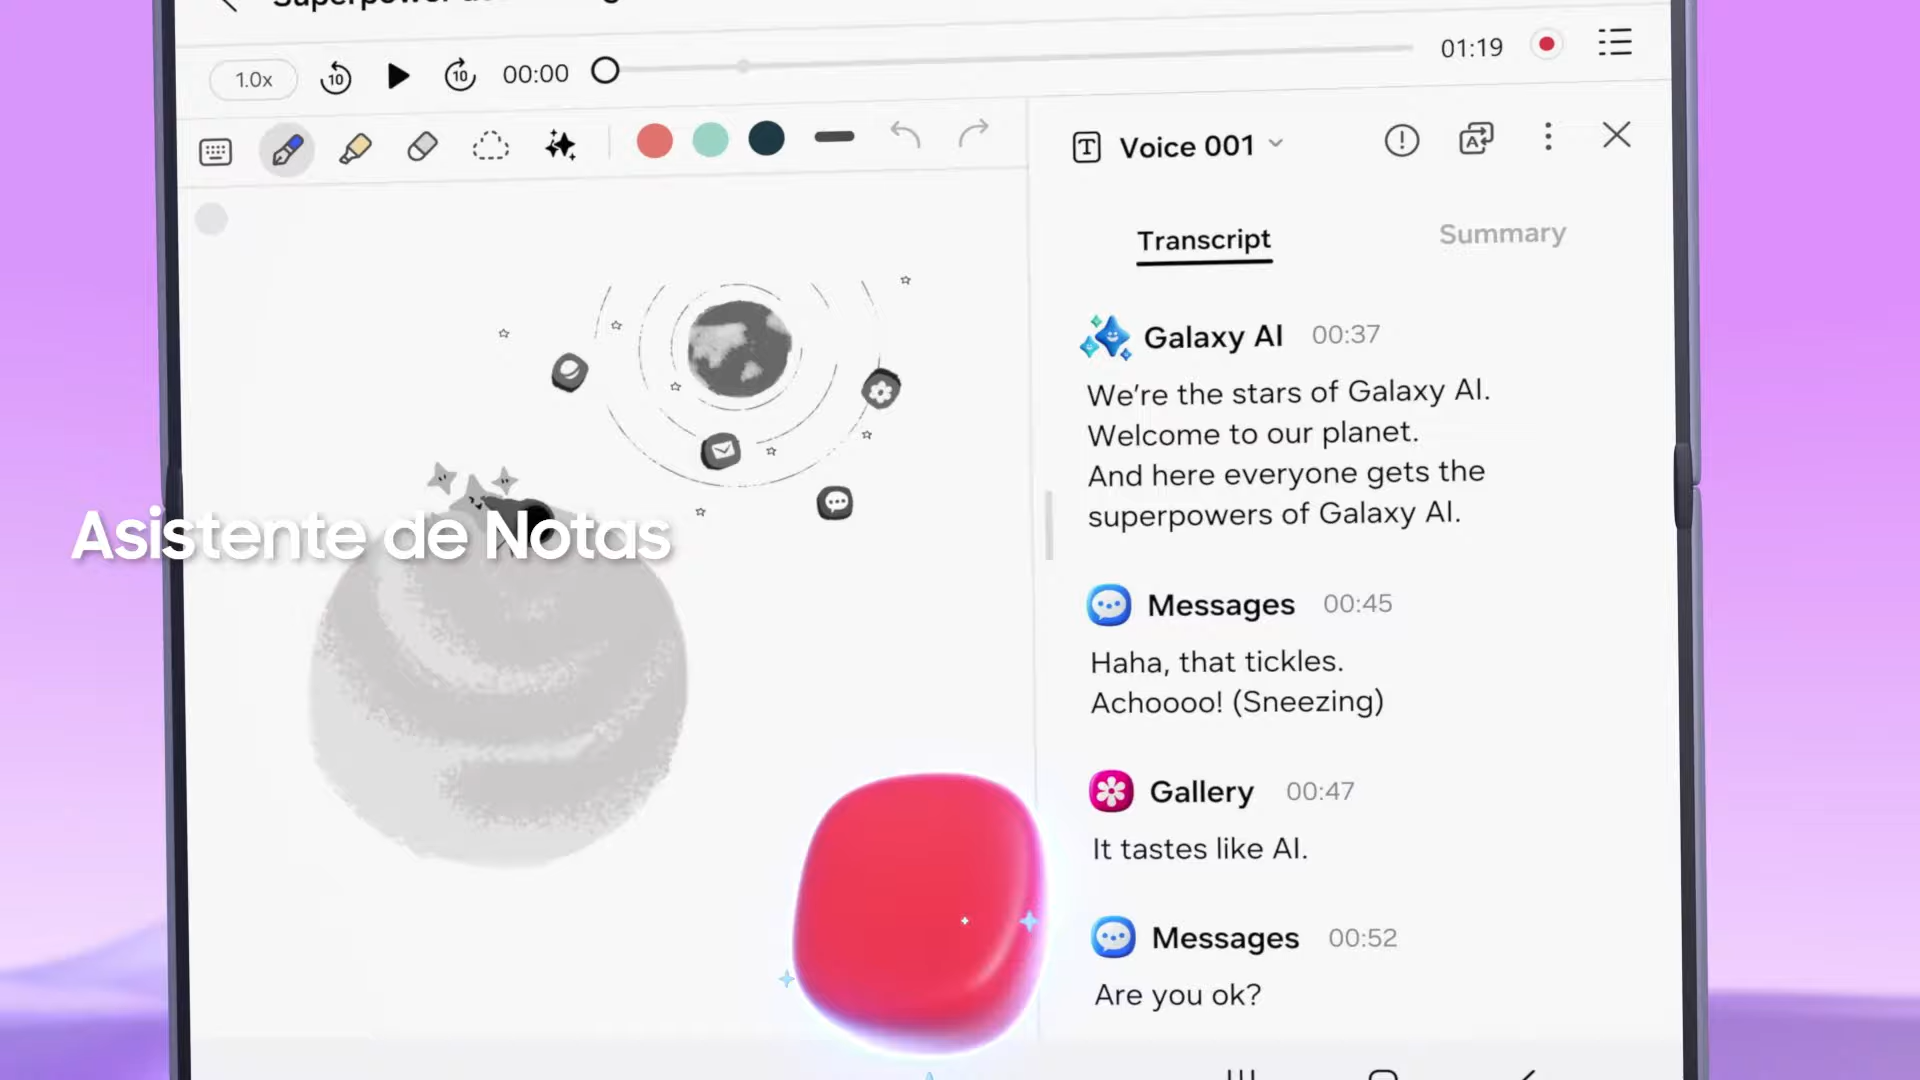 1.0x
10
10
00:00
01:19
T Voice 001
A
Transcript
Summary
Galaxy AI 00:37
We're the stars of Galaxy AI.
Welcome to our planet.
And here everyone gets the
superpowers of Galaxy AI.
Messages 00:45
Haha, that tickles.
Achoooo! (Sneezing)
Gallery 00:47
It tastes like AI.
Messages 00:52
Are you ok?
Asistente de Notas